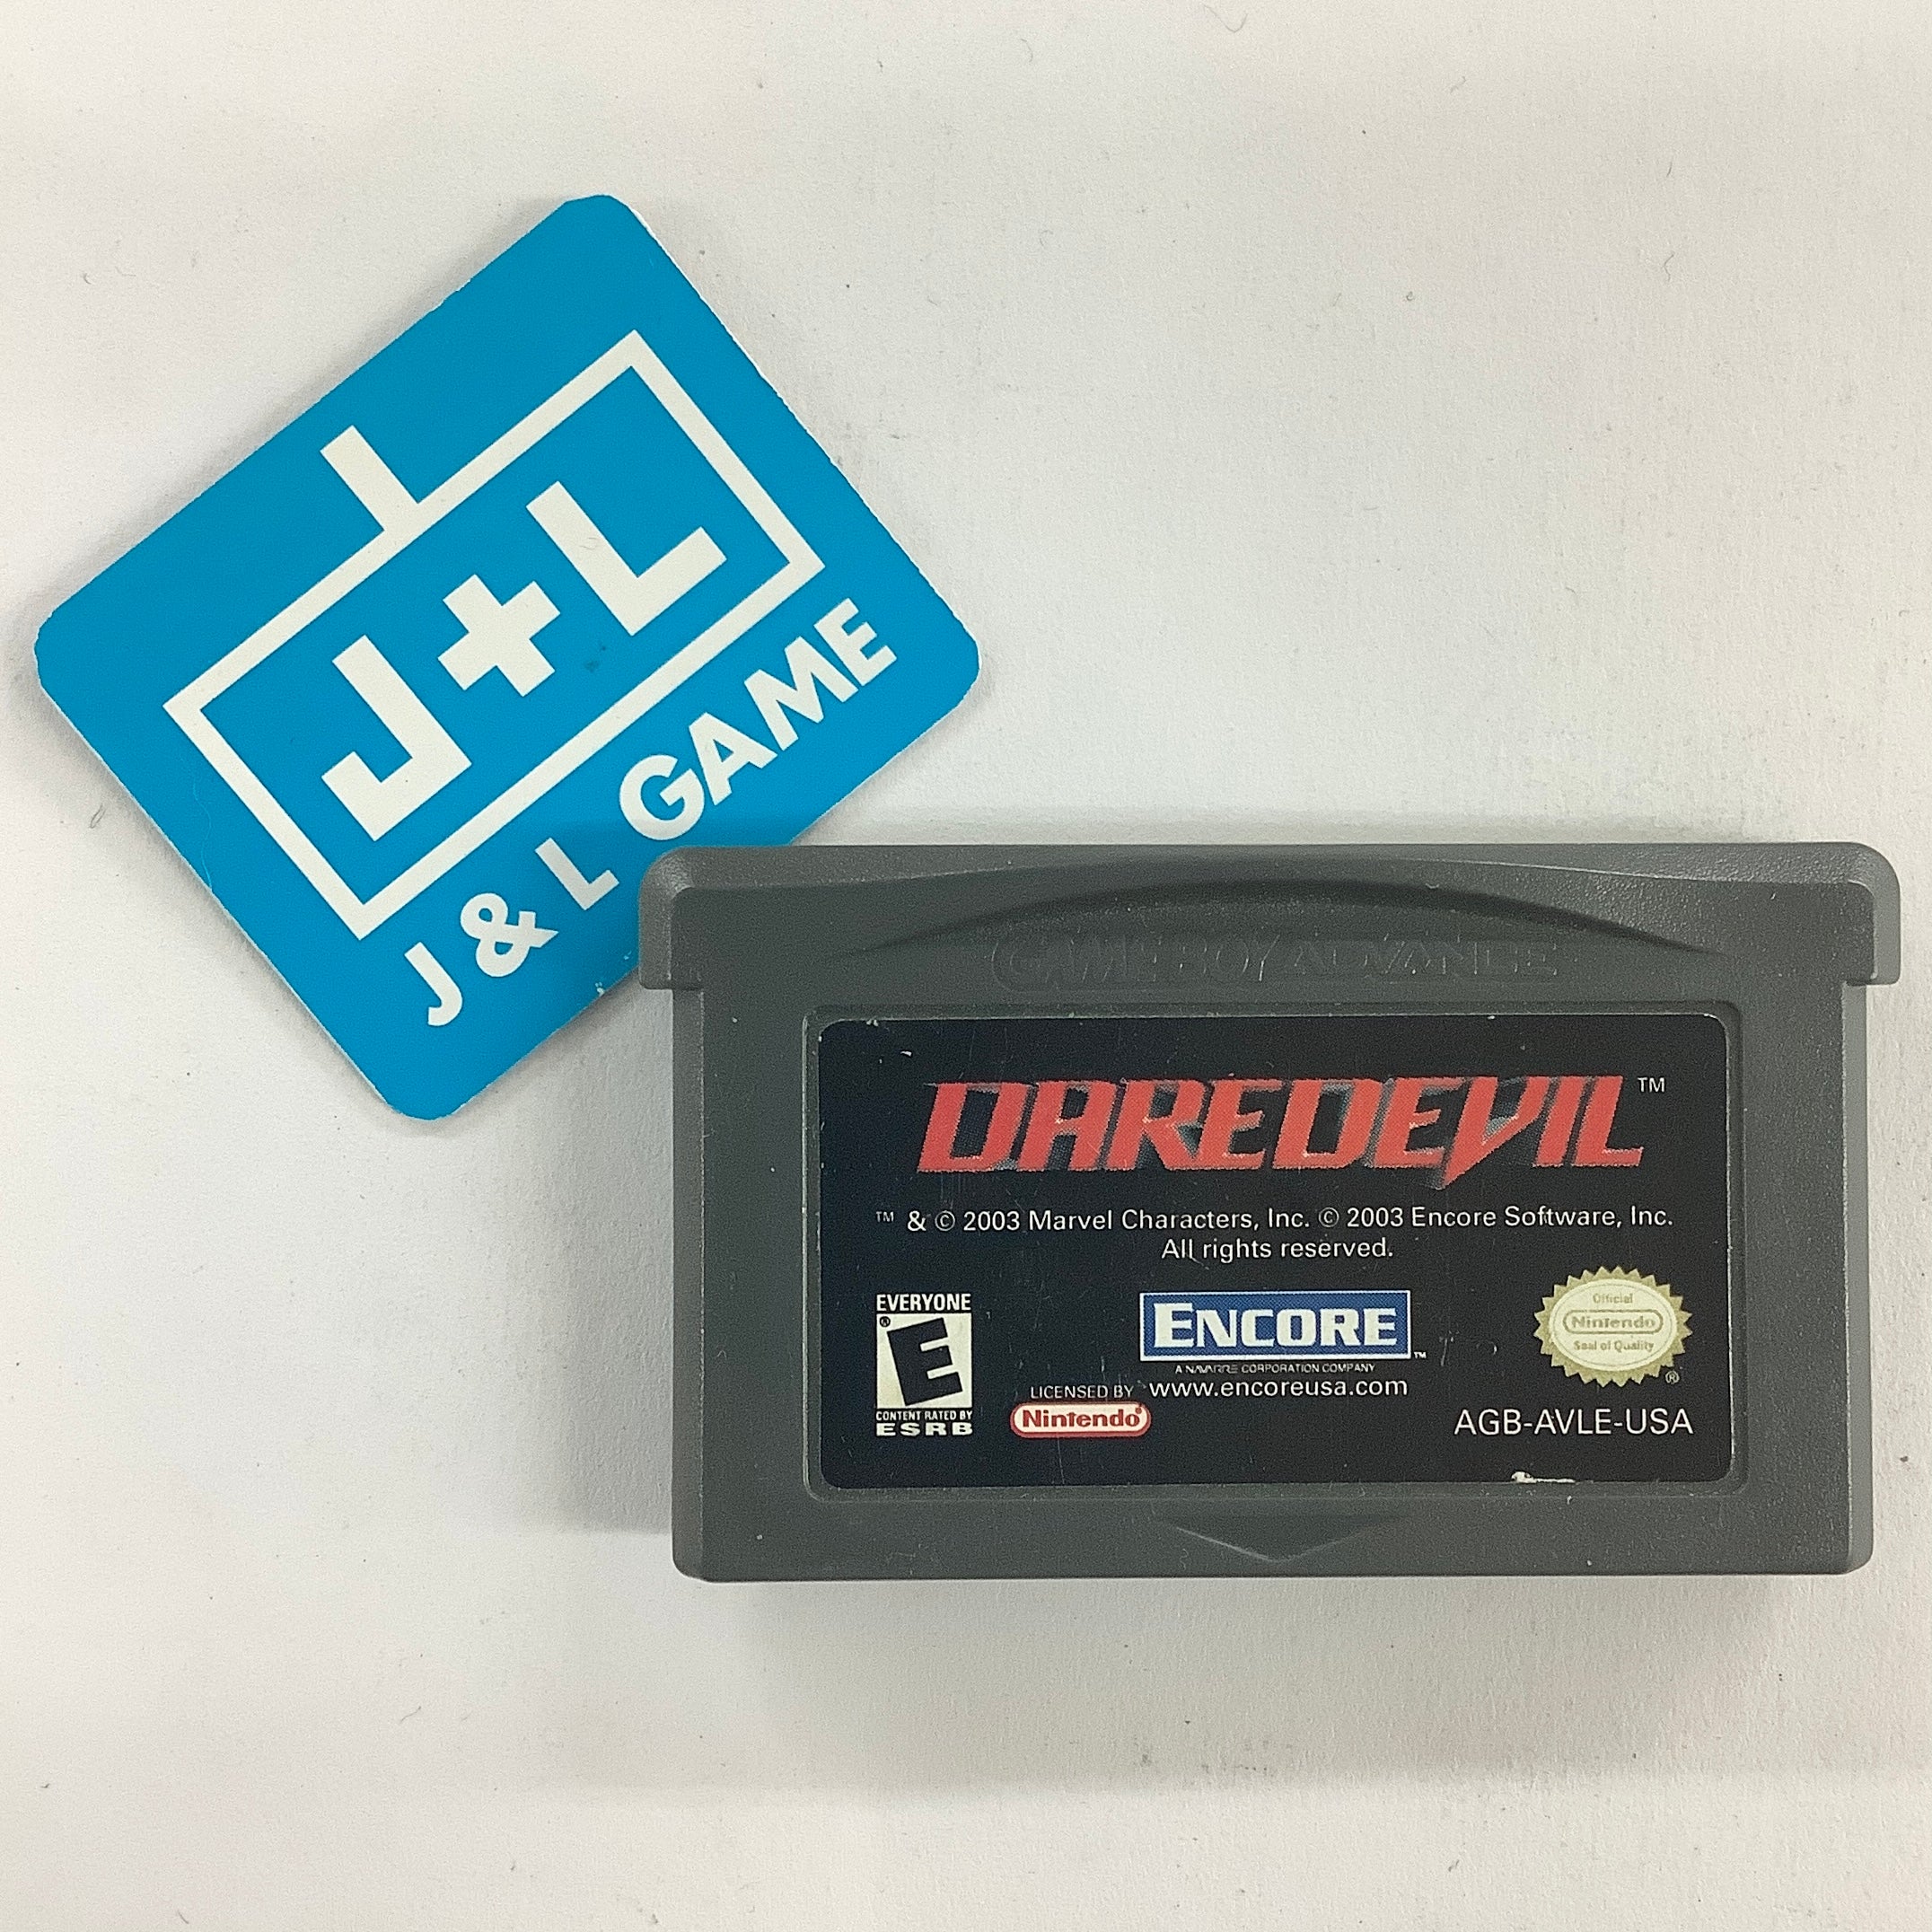 J+L
J & L GAME
GAME BOY ADVANCE
DAREDEVIL™
™ & © 2003 Marvel Characters, Inc. © 2003 Encore Software, Inc.
All rights reserved.
EVERYONE
E®
CONTENT RATED BY
ESRB
ENCORE™
A NAVARRE CORPORATION COMPANY
www.encoreusa.com
LICENSED BY
Nintendo®
Official
Nintendo
Seal of Quality
®
AGB-AVLE-USA